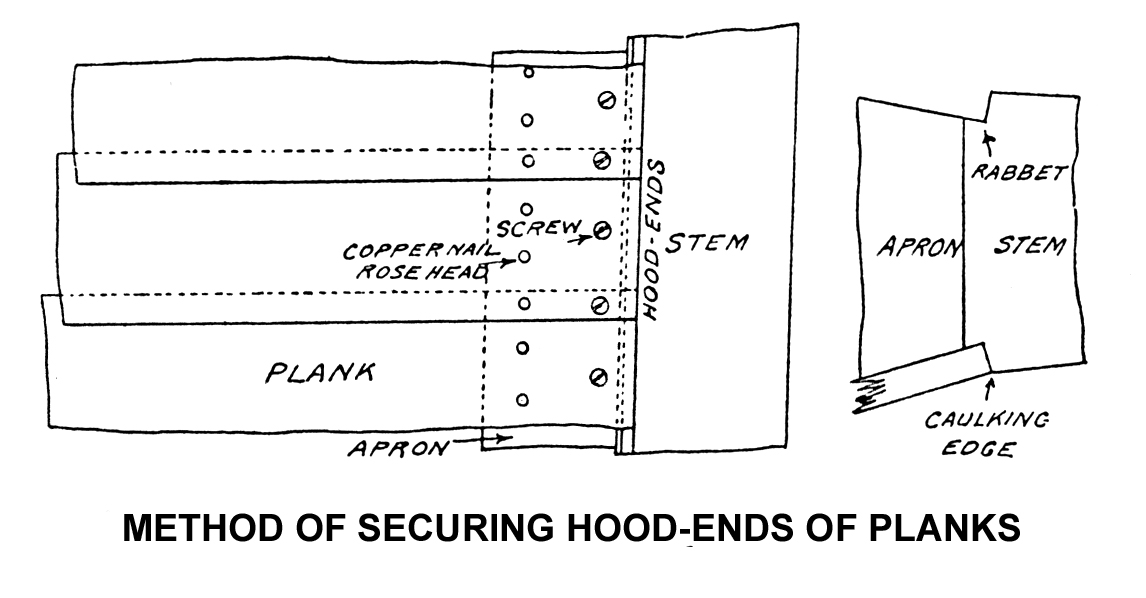 HOOD-ENDS
SCREW
STEM
COPPER NAIL
ROSE HEAD
PLANK
APRON
RABBET
APRON
STEM
CAULKING
EDGE
METHOD OF SECURING HOOD-ENDS OF PLANKS